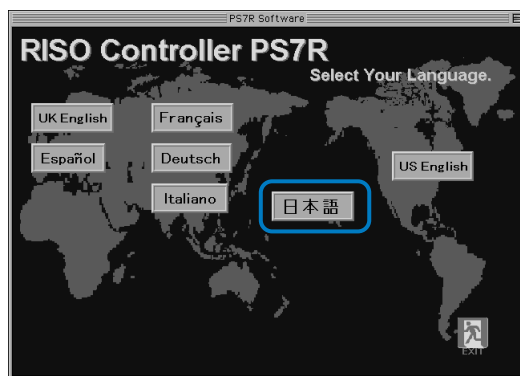 PS7R Software
RISO Controller PS7R
Select Your Language.
UK English
Français
Español
Deutsch
US English
Italiano
日本語
EXIT